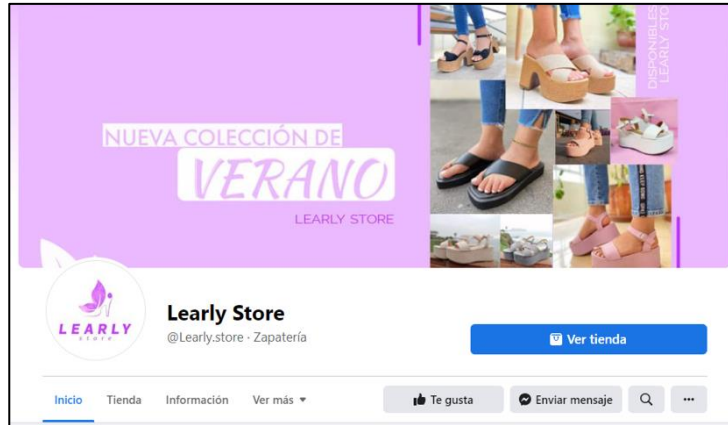 NUEVA COLECCIÓN DE
VERANO
LEARLY STORE
DISPONIBLES
LEARLY STORE
LEARLY
store
Learly Store
@Learly.store · Zapatería
Ver tienda
Inicio
Tienda
Información
Ver más
Te gusta
Enviar mensaje